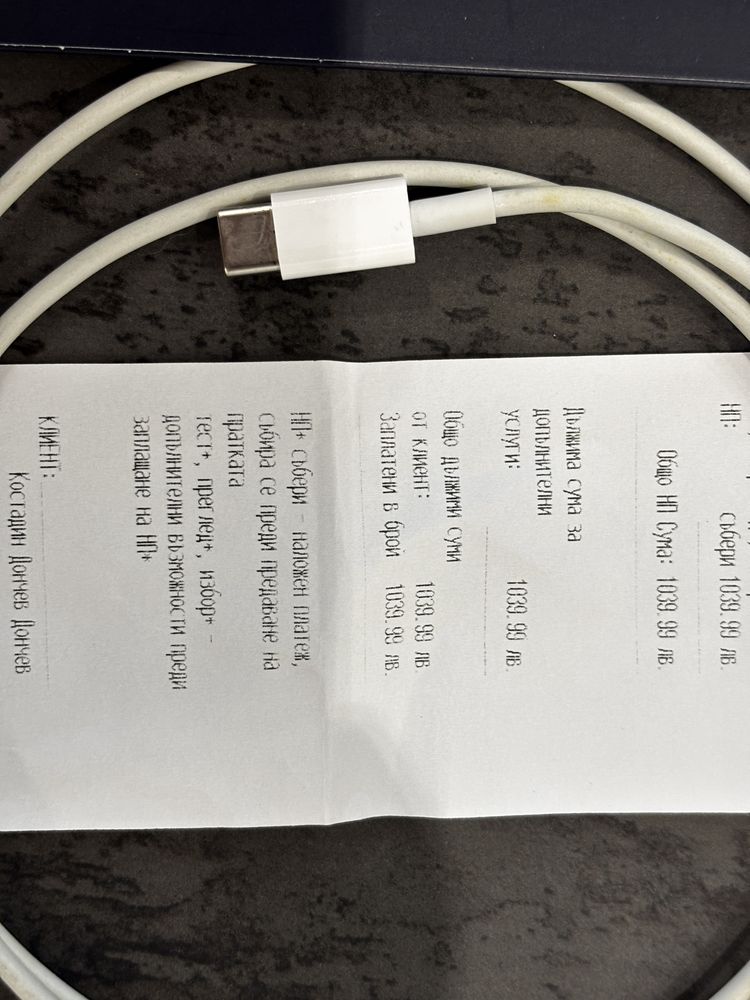 НП:
събери 1039.99 лв.
Общо НП Сума: 1039.99 лв.
Дължима сума за
допълнителни
услуги: 1039.99 лв.
Общо дължими суми
от клиент: 1039.99 лв.
Заплатени в брой 1039.99 лв.
НП+ събери - наложен платеж,
събира се преди предаване на
пратката
тест+, преглед+, избор+ -
допълнителни възможности преди
заплащане на НП+
КЛИЕНТ:
Костадин Дончев Дончев